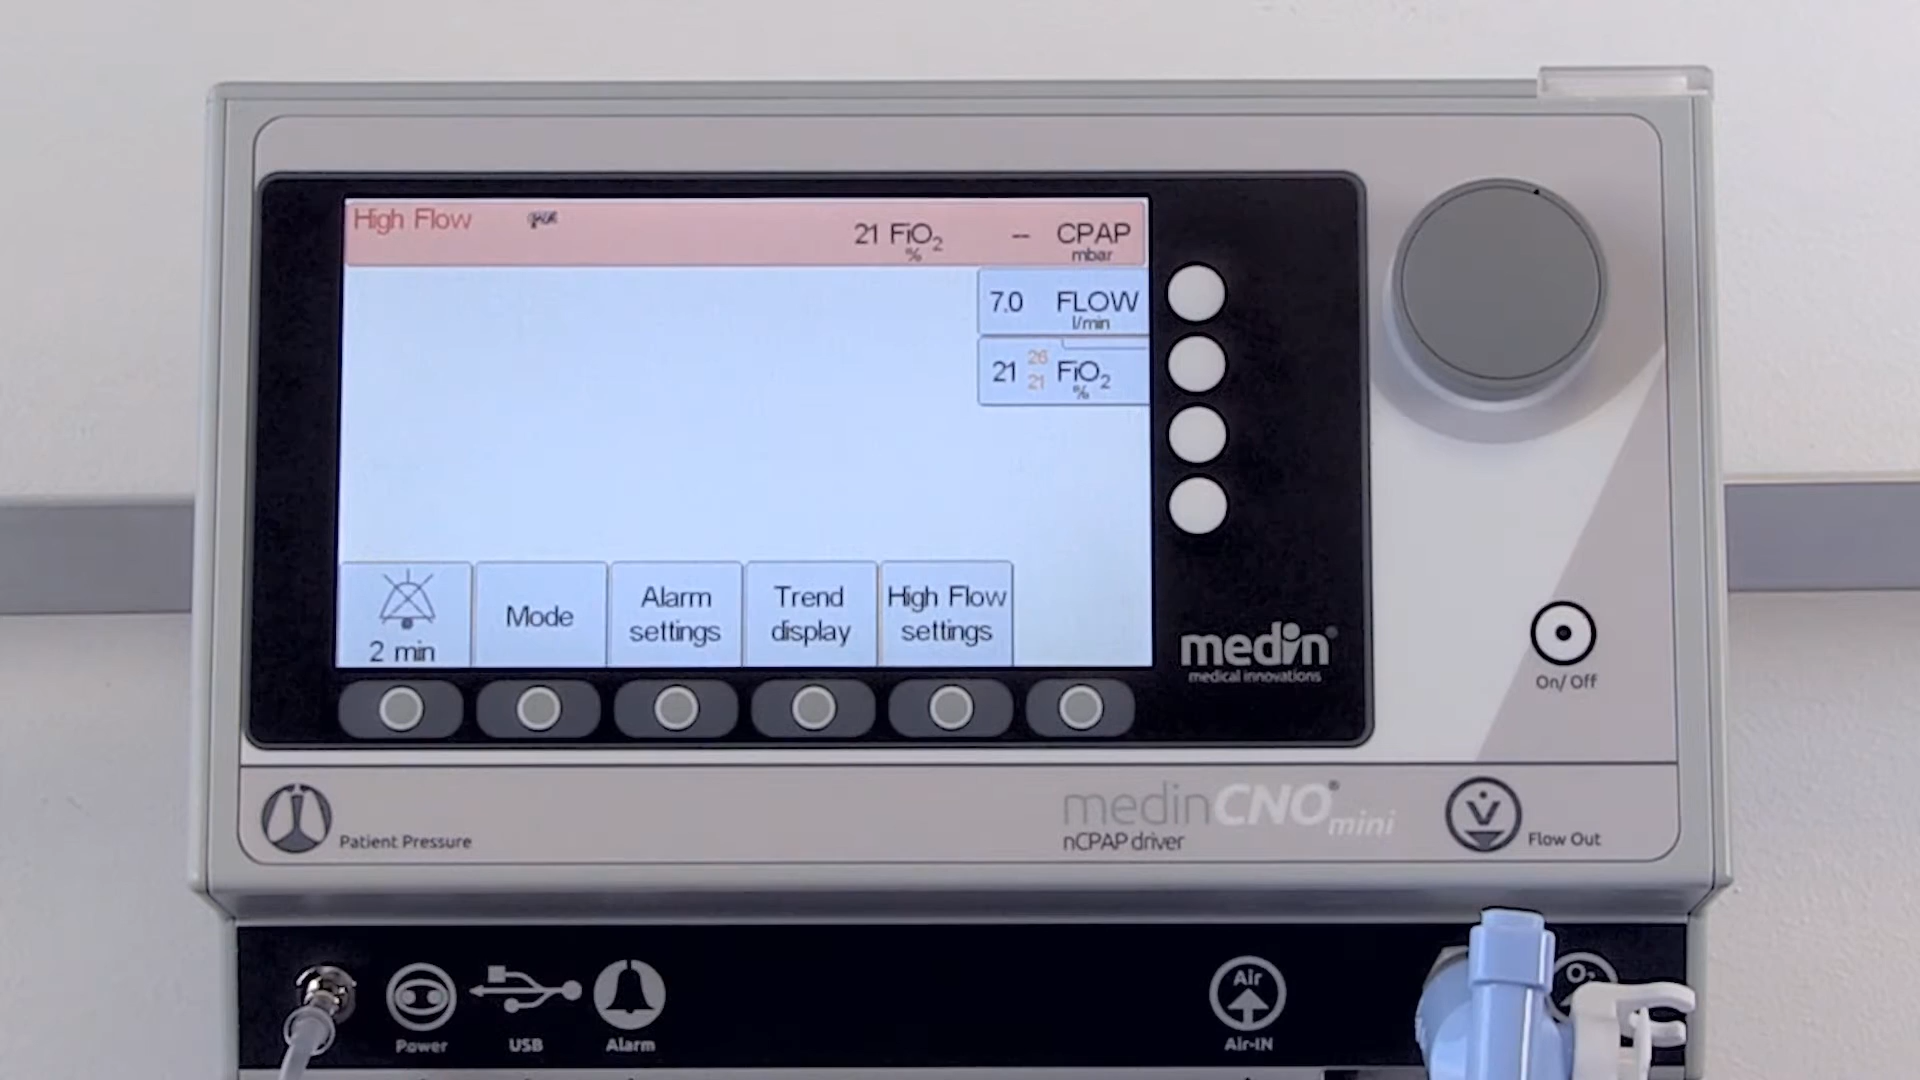 High Flow
21 FiO₂ %
-- CPAP mbar
7.0 FLOW l/min
21 26 21 FiO₂ %
2 min
Mode
Alarm settings
Trend display
High Flow settings
medin®
medical innovations
On/ Off
Patient Pressure
medinCNO® mini
nCPAP driver
V
Flow Out
Power
USB
Alarm
Air
Air-IN
O₂